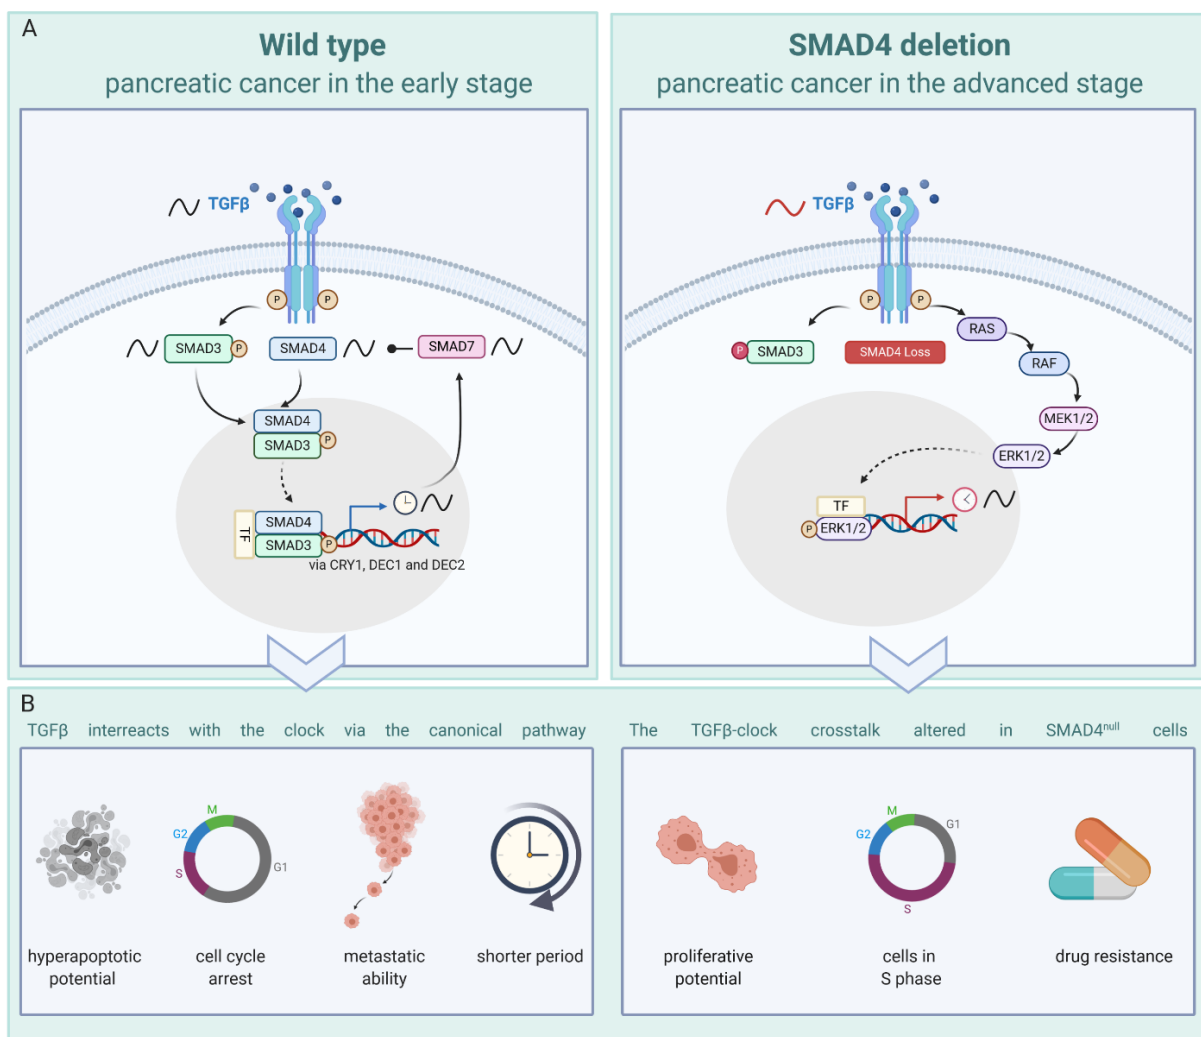 A
Wild type
pancreatic cancer in the early stage
TGFβ
P
P
SMAD3
P
SMAD4
SMAD7
SMAD4
SMAD3
P
TF
SMAD4
SMAD3
P
via CRY1, DEC1 and DEC2
SMAD4 deletion
pancreatic cancer in the advanced stage
TGFβ
P
P
RAS
P
SMAD3
SMAD4 Loss
RAF
MEK1/2
ERK1/2
TF
P
ERK1/2
B
TGFβ interreacts with the clock via the canonical pathway
M
G2
S
G1
hyperapoptotic
potential
cell cycle
arrest
metastatic
ability
shorter period
The TGFβ-clock crosstalk altered in SMAD4null cells
M
G2
G1
S
proliferative
potential
cells in
S phase
drug resistance